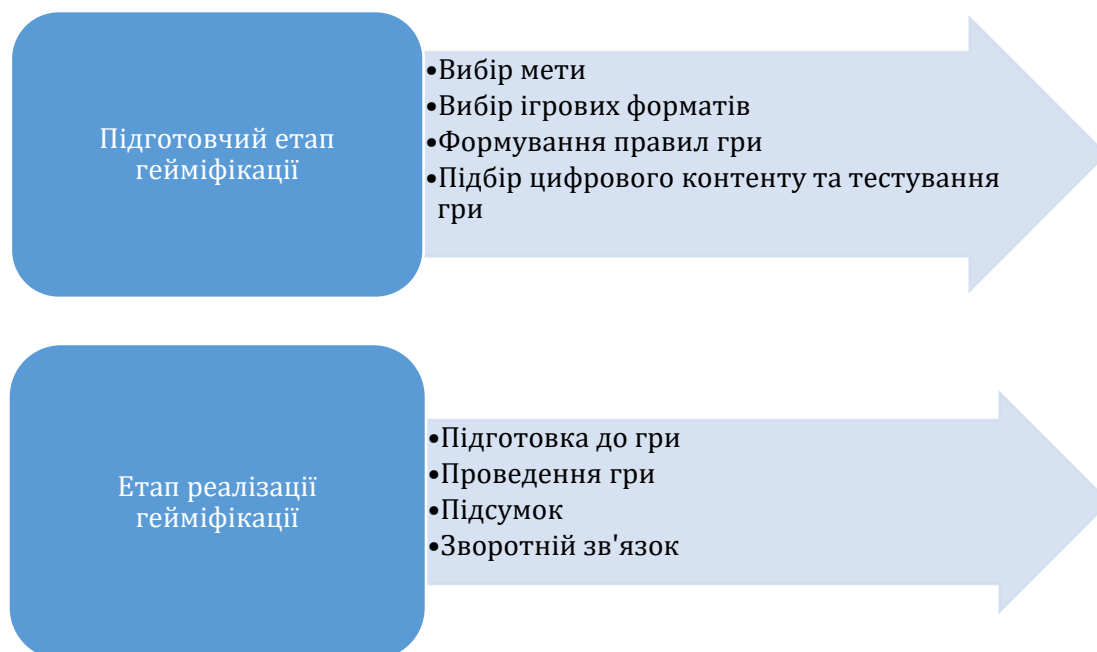 Підготовчий етап
гейміфікації
•Вибір мети
•Вибір ігрових форматів
•Формування правил гри
•Підбір цифрового контенту та тестування
гри
Етап реалізації
гейміфікації
•Підготовка до гри
•Проведення гри
•Підсумок
•Зворотній зв'язок